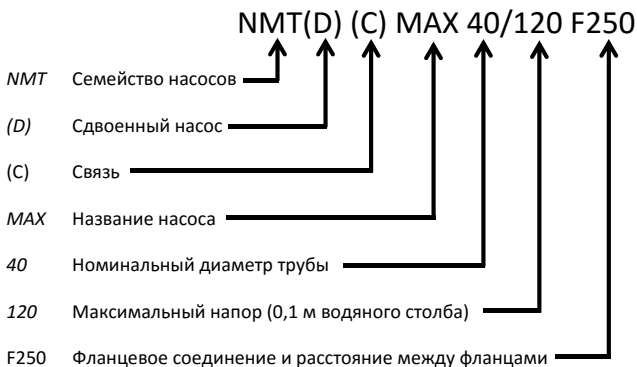 NMT(D) (C) MAX 40/120 F250
NMT Семейство насосов
(D) Сдвоенный насос
(C) Связь
MAX Название насоса
40 Номинальный диаметр трубы
120 Максимальный напор (0,1 м водяного столба)
F250 Фланцевое соединение и расстояние между фланцами